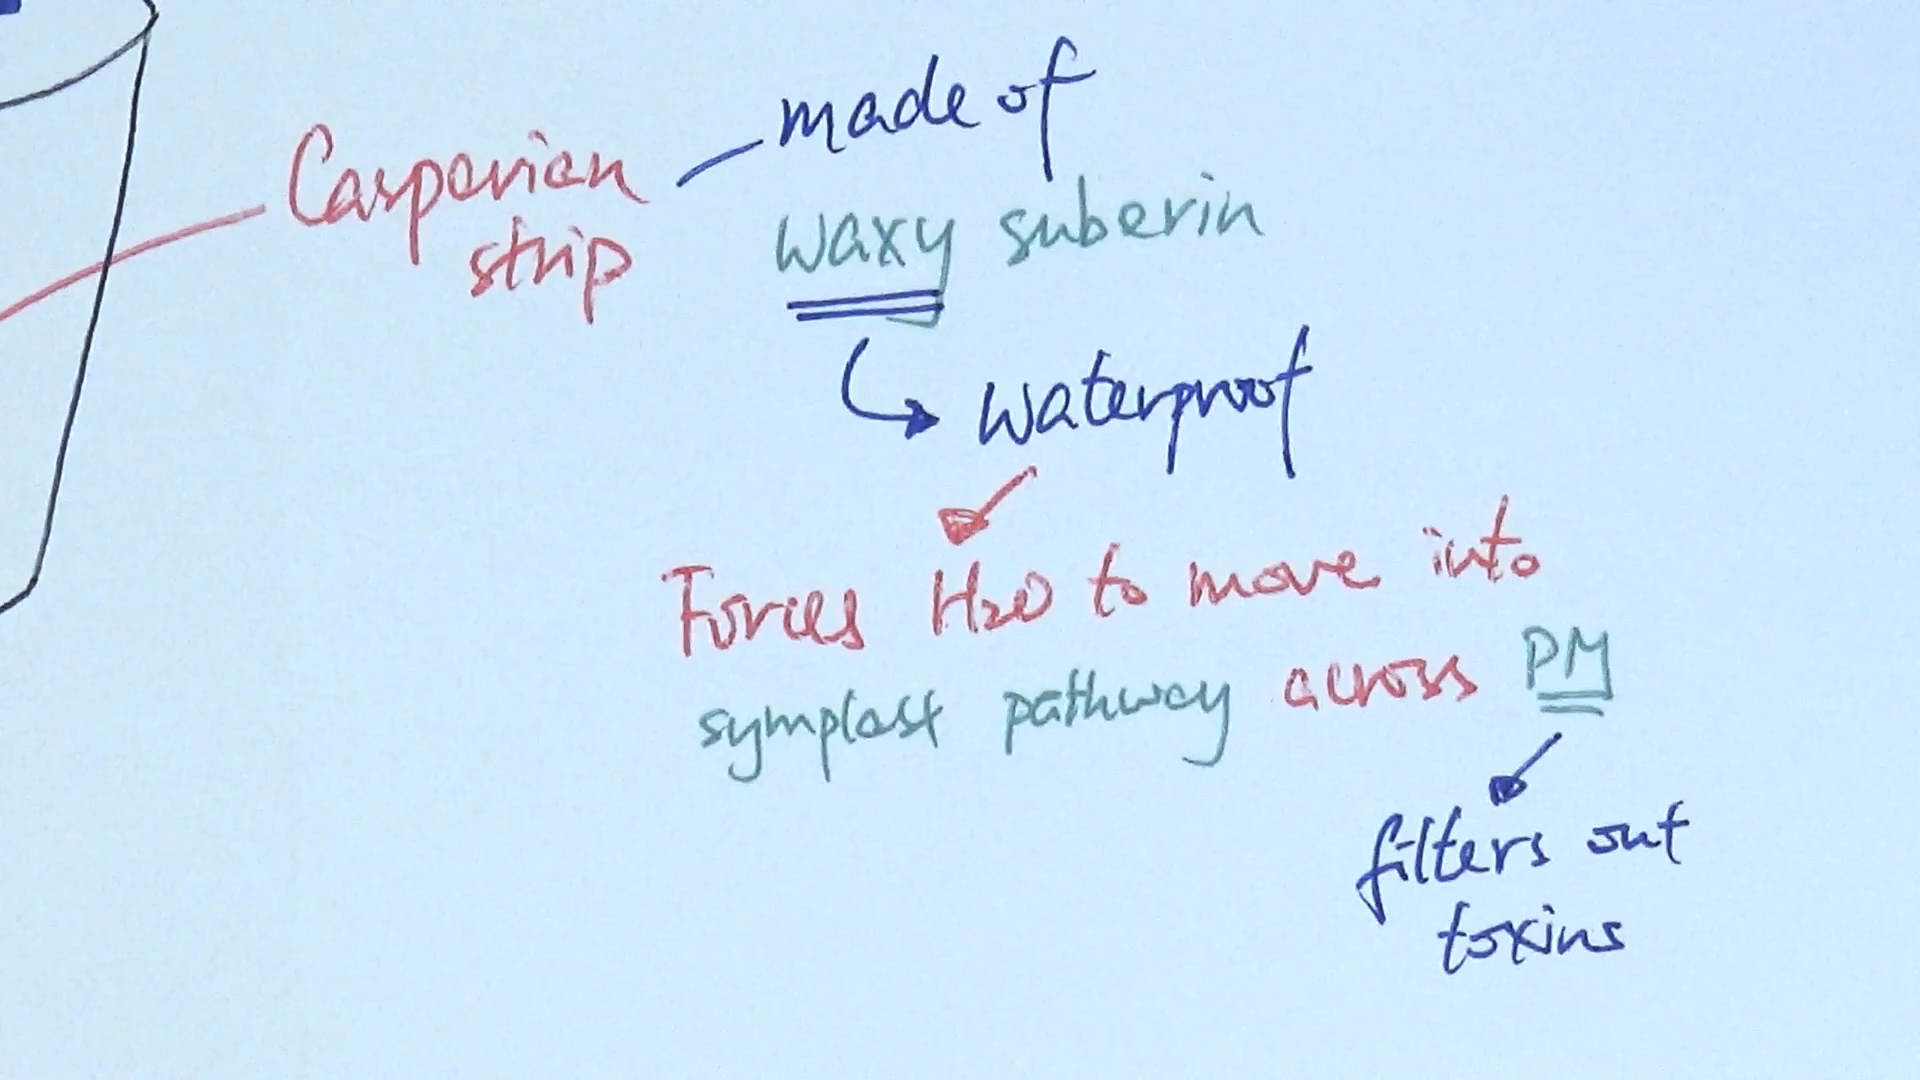 Casparian
strip
made of
waxy suberin
waterproof
Forces H2O to move into
symplast pathway across PM
filters out
toxins